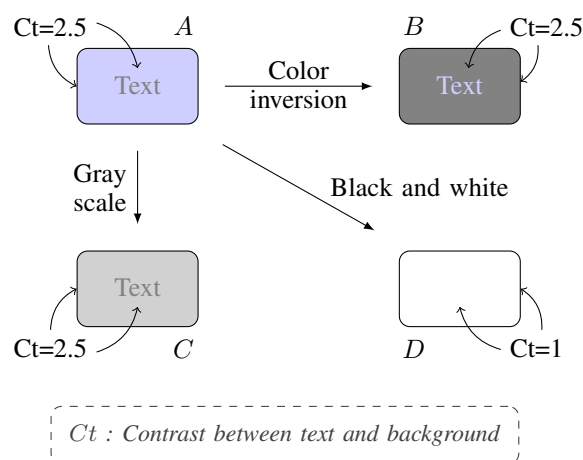 Ct=2.5
A
B
Ct=2.5
Text
Color
inversion
Text
Gray
scale
Black and white
Text
Ct=2.5
C
D
Ct=1
Ct : Contrast between text and background